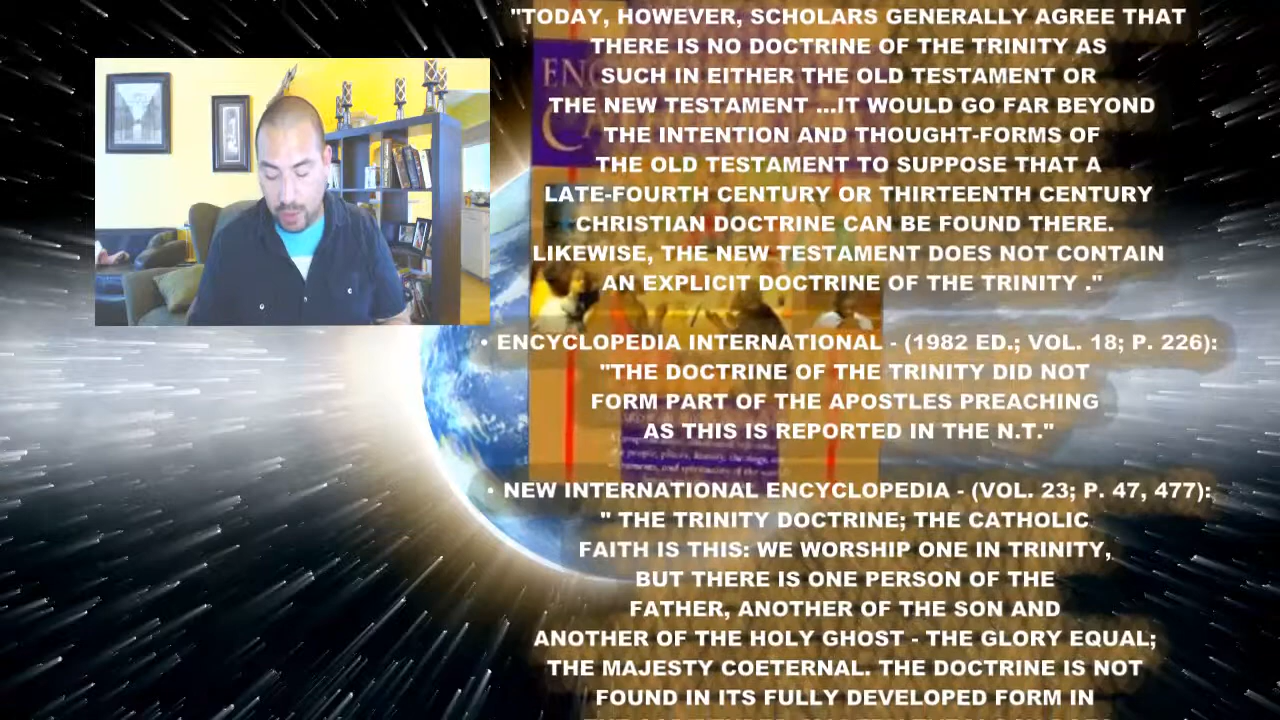 "TODAY, HOWEVER, SCHOLARS GENERALLY AGREE THAT
THERE IS NO DOCTRINE OF THE TRINITY AS
SUCH IN EITHER THE OLD TESTAMENT OR
THE NEW TESTAMENT ...IT WOULD GO FAR BEYOND
THE INTENTION AND THOUGHT-FORMS OF
THE OLD TESTAMENT TO SUPPOSE THAT A
LATE-FOURTH CENTURY OR THIRTEENTH CENTURY
CHRISTIAN DOCTRINE CAN BE FOUND THERE.
LIKEWISE, THE NEW TESTAMENT DOES NOT CONTAIN
AN EXPLICIT DOCTRINE OF THE TRINITY ."
• ENCYCLOPEDIA INTERNATIONAL - (1982 ED.; VOL. 18; P. 226):
"THE DOCTRINE OF THE TRINITY DID NOT
FORM PART OF THE APOSTLES PREACHING
AS THIS IS REPORTED IN THE N.T."
• NEW INTERNATIONAL ENCYCLOPEDIA - (VOL. 23; P. 47, 477):
" THE TRINITY DOCTRINE; THE CATHOLIC
FAITH IS THIS: WE WORSHIP ONE IN TRINITY,
BUT THERE IS ONE PERSON OF THE
FATHER, ANOTHER OF THE SON AND
ANOTHER OF THE HOLY GHOST - THE GLORY EQUAL;
THE MAJESTY COETERNAL. THE DOCTRINE IS NOT
FOUND IN ITS FULLY DEVELOPED FORM IN